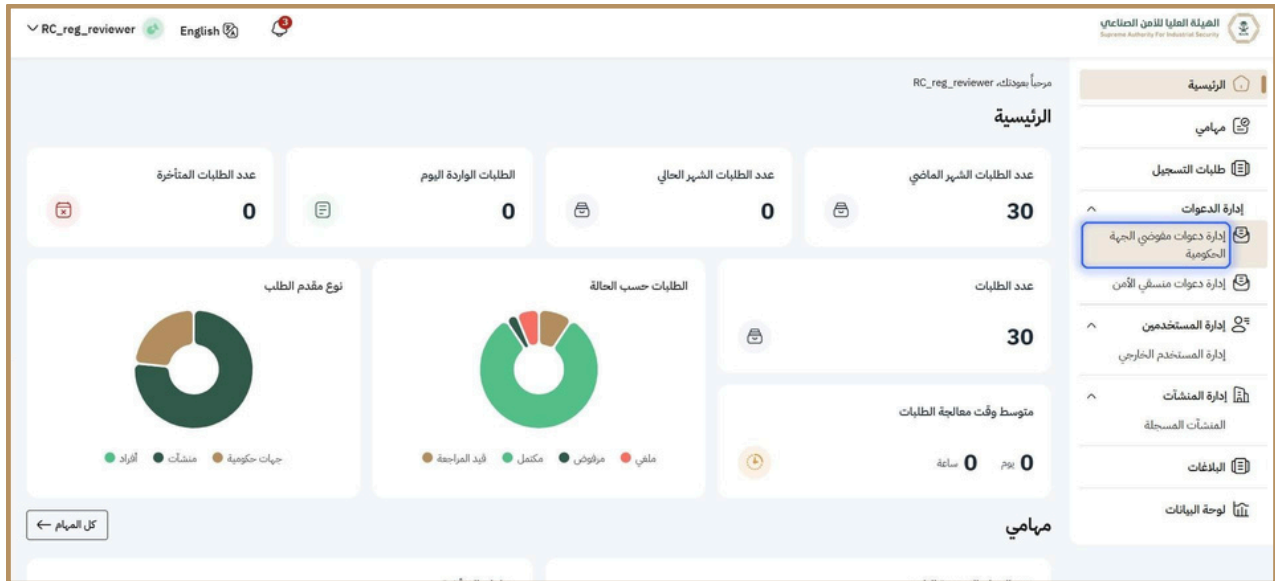 الهيئة العليا للأمن الصناعي
Supreme Authority For Industrial Security
3
English
RC_reg_reviewer
الرئيسية
مهامي
طلبات التسجيل
إدارة الدعوات
إدارة دعوات مفوضي الجهة
الحكومية
إدارة دعوات منسقي الأمن
إدارة المستخدمين
إدارة المستخدم الخارجي
إدارة المنشآت
المنشآت المسجلة
البلاغات
لوحة البيانات
مرحباً بعودتك، RC_reg_reviewer
الرئيسية
عدد الطلبات الشهر الماضي
30
عدد الطلبات الشهر الحالي
0
الطلبات الواردة اليوم
0
عدد الطلبات المتأخرة
0
عدد الطلبات
30
متوسط وقت معالجة الطلبات
0 يوم 0 ساعة
الطلبات حسب الحالة
ملغي مرفوض مكتمل قيد المراجعة
نوع مقدم الطلب
جهات حكومية منشآت أفراد
مهامي
كل المهام